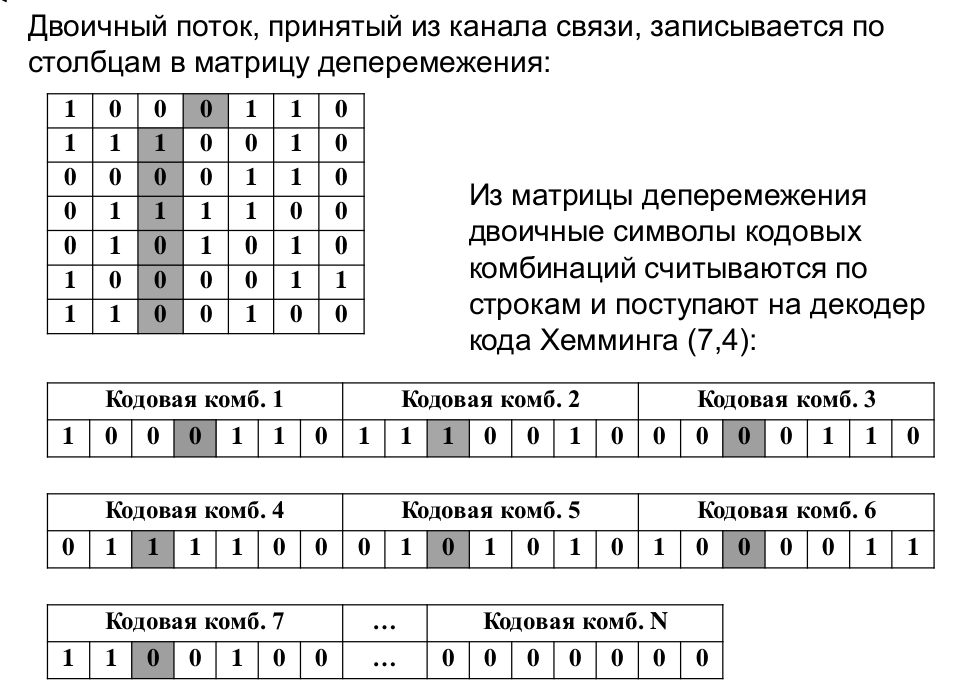 Двоичный поток, принятый из канала связи, записывается по
столбцам в матрицу деперемежения:
1 0 0 0 1 1 0
1 1 1 0 0 1 0
0 0 0 0 1 1 0
0 1 1 1 1 0 0
0 1 0 1 0 1 0
1 0 0 0 0 1 1
1 1 0 0 1 0 0
Из матрицы деперемежения
двоичные символы кодовых
комбинаций считываются по
строкам и поступают на декодер
кода Хемминга (7,4):
Кодовая комб. 1 Кодовая комб. 2 Кодовая комб. 3
1 0 0 0 1 1 0 1 1 1 0 0 1 0 0 0 0 0 1 1 0
Кодовая комб. 4 Кодовая комб. 5 Кодовая комб. 6
0 1 1 1 1 0 0 0 1 0 1 0 1 0 1 0 0 0 0 1 1
Кодовая комб. 7 … Кодовая комб. N
1 1 0 0 1 0 0 … 0 0 0 0 0 0 0